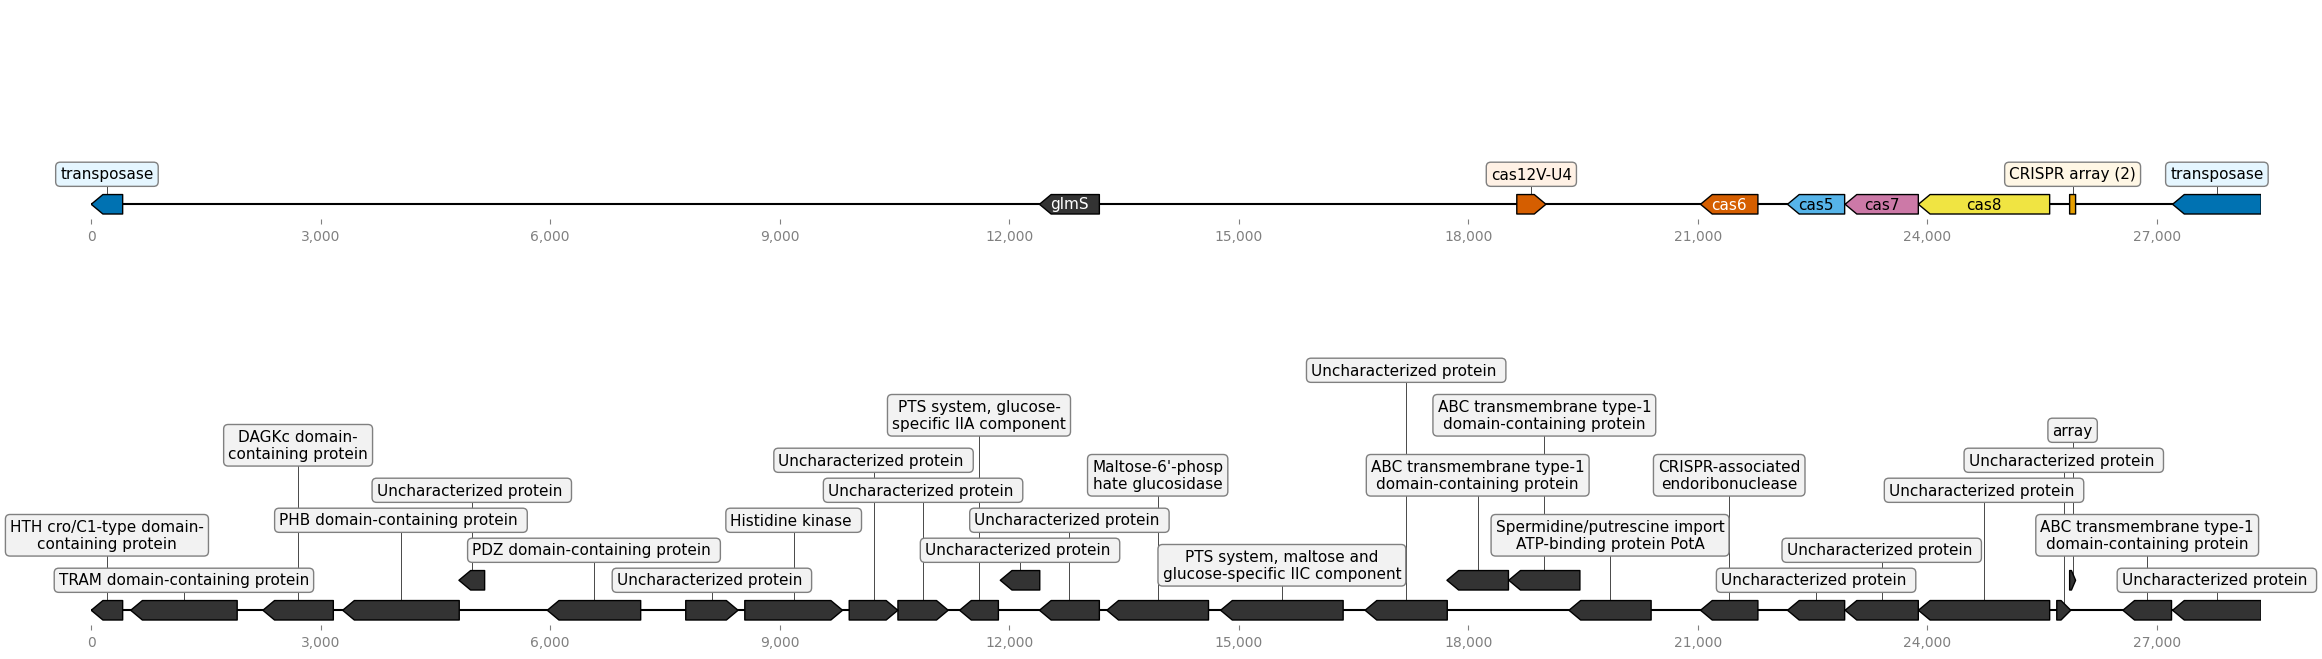 transposase
cas12V-U4
CRISPR array (2)
transposase
glmS
cas6
cas5
cas7
cas8
0
3,000
6,000
9,000
12,000
15,000
18,000
21,000
24,000
27,000
Uncharacterized protein
PTS system, glucose-
specific IIA component
ABC transmembrane type-1
domain-containing protein
DAGKc domain-
containing protein
array
Uncharacterized protein
Maltose-6'-phosp
hate glucosidase
ABC transmembrane type-1
domain-containing protein
CRISPR-associated
endoribonuclease
Uncharacterized protein
Uncharacterized protein
Uncharacterized protein
Uncharacterized protein
HTH cro/C1-type domain-
containing protein
PHB domain-containing protein
Histidine kinase
Uncharacterized protein
Spermidine/putrescine import
ATP-binding protein PotA
ABC transmembrane type-1
domain-containing protein
PDZ domain-containing protein
Uncharacterized protein
PTS system, maltose and
glucose-specific IIC component
Uncharacterized protein
TRAM domain-containing protein
Uncharacterized protein
Uncharacterized protein
Uncharacterized protein
0
3,000
6,000
9,000
12,000
15,000
18,000
21,000
24,000
27,000